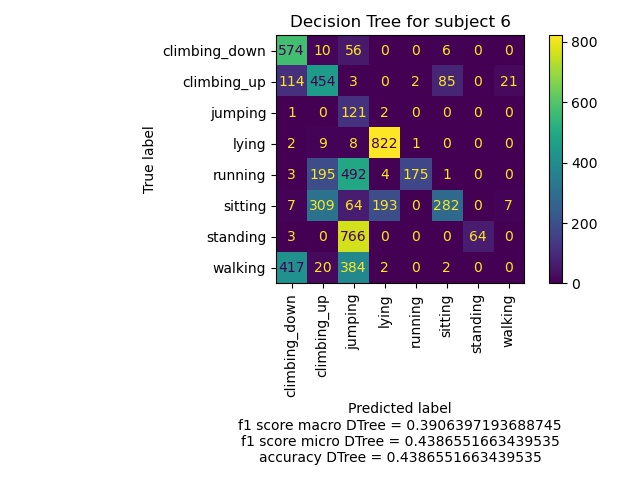 Decision Tree for subject 6
True label
climbing_down 574 10 56 0 0 6 0 0
climbing_up 114 454 3 0 2 85 0 21
jumping 1 0 121 2 0 0 0 0
lying 2 9 8 822 1 0 0 0
running 3 195 492 4 175 1 0 0
sitting 7 309 64 193 0 282 0 7
standing 3 0 766 0 0 0 64 0
walking 417 20 384 2 0 2 0 0
climbing_down climbing_up jumping lying running sitting standing walking
800
600
400
200
0
Predicted label
f1 score macro DTree = 0.3906397193688745
f1 score micro DTree = 0.4386551663439535
accuracy DTree = 0.4386551663439535